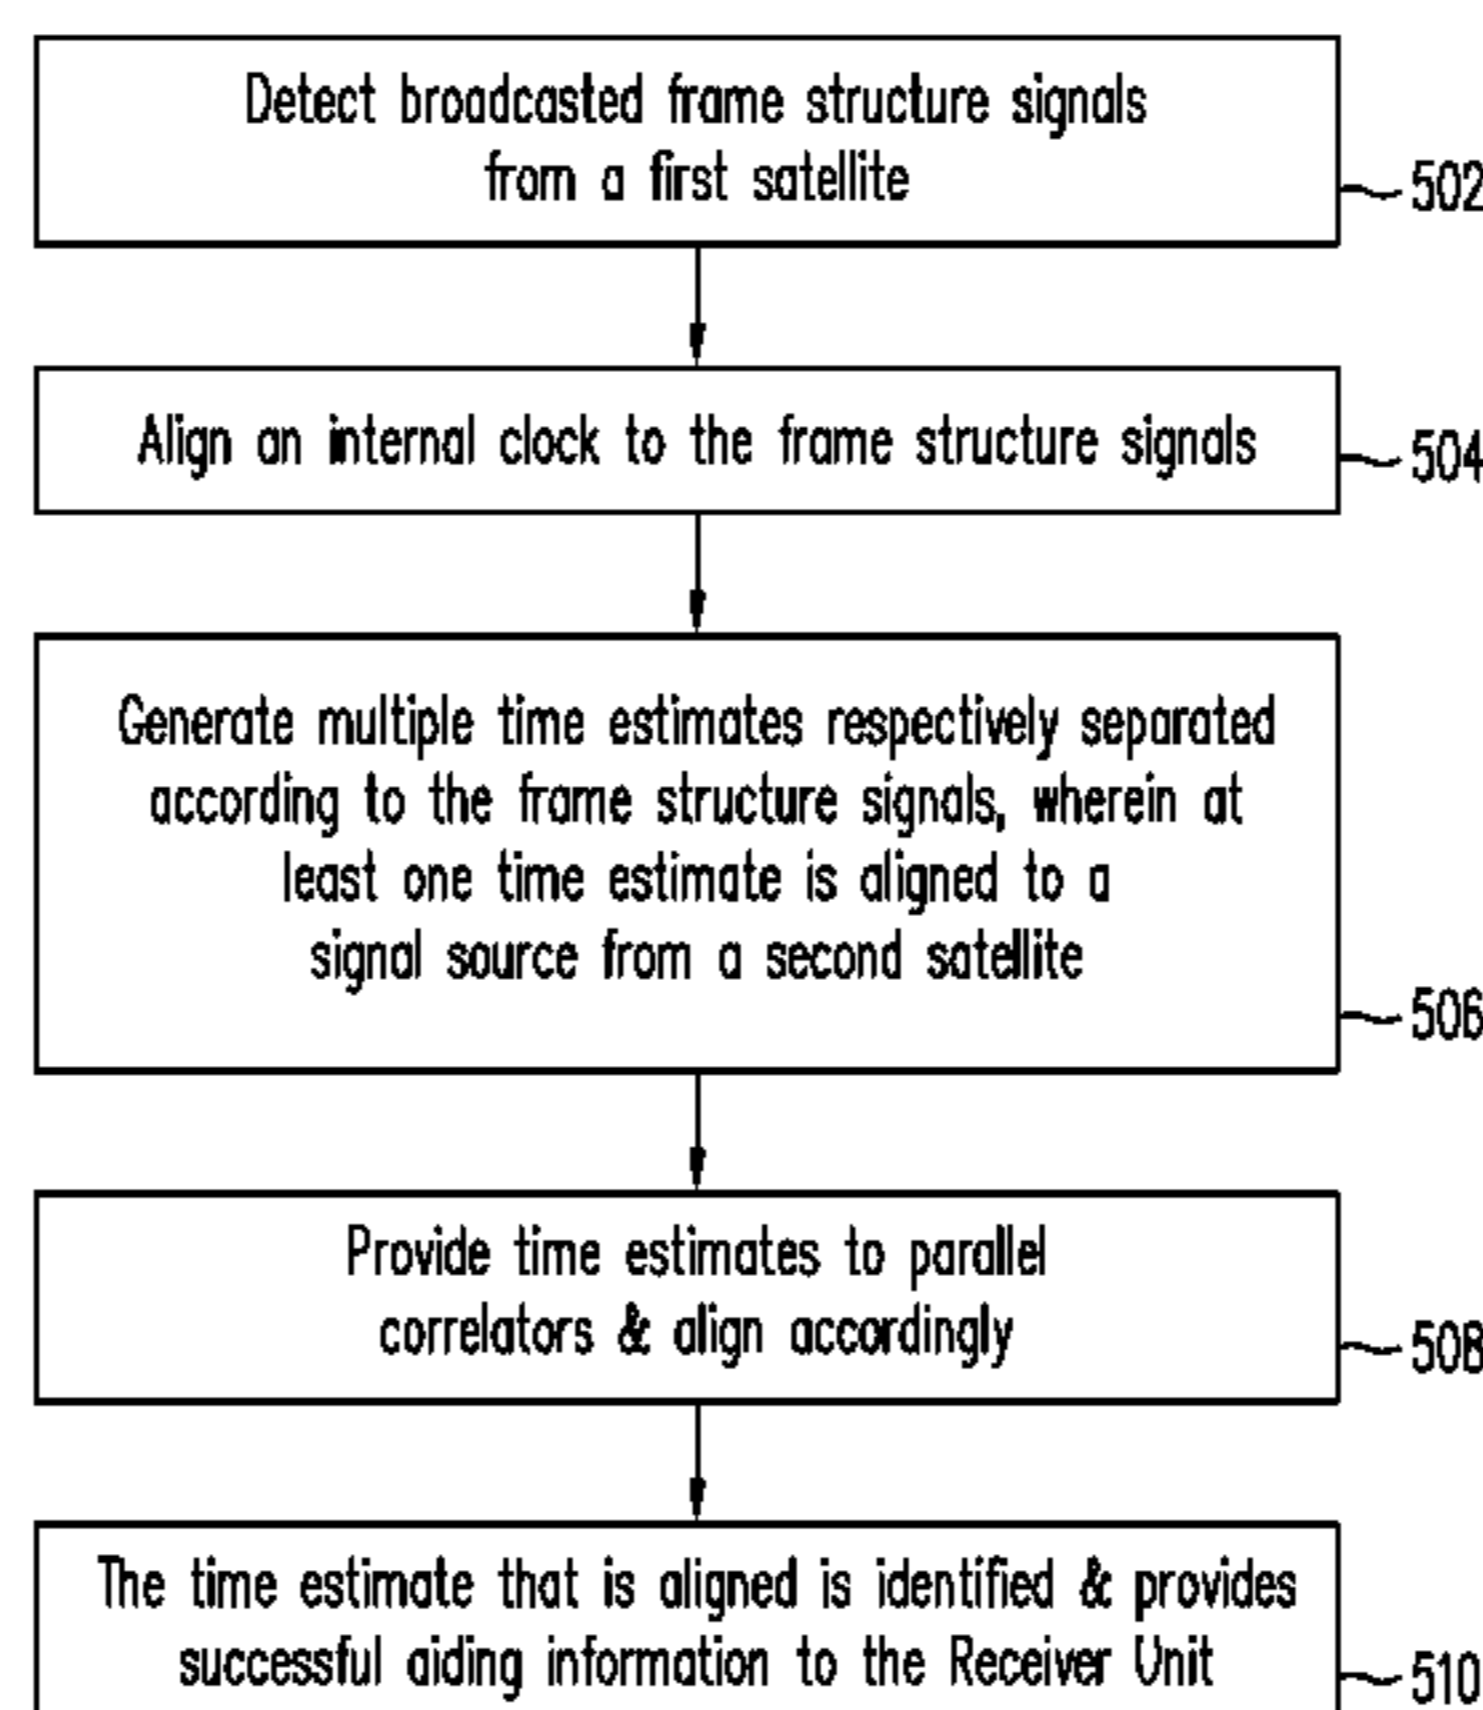 Detect broadcasted frame structure signals
from a first satellite
502
Align an internal clock to the frame structure signals
504
Generate multiple time estimates respectively separated
according to the frame structure signals, wherein at
least one time estimate is aligned to a
signal source from a second satellite
506
Provide time estimates to parallel
correlators & align accordingly
508
The time estimate that is aligned is identified & provides
successful aiding information to the Receiver Unit
510